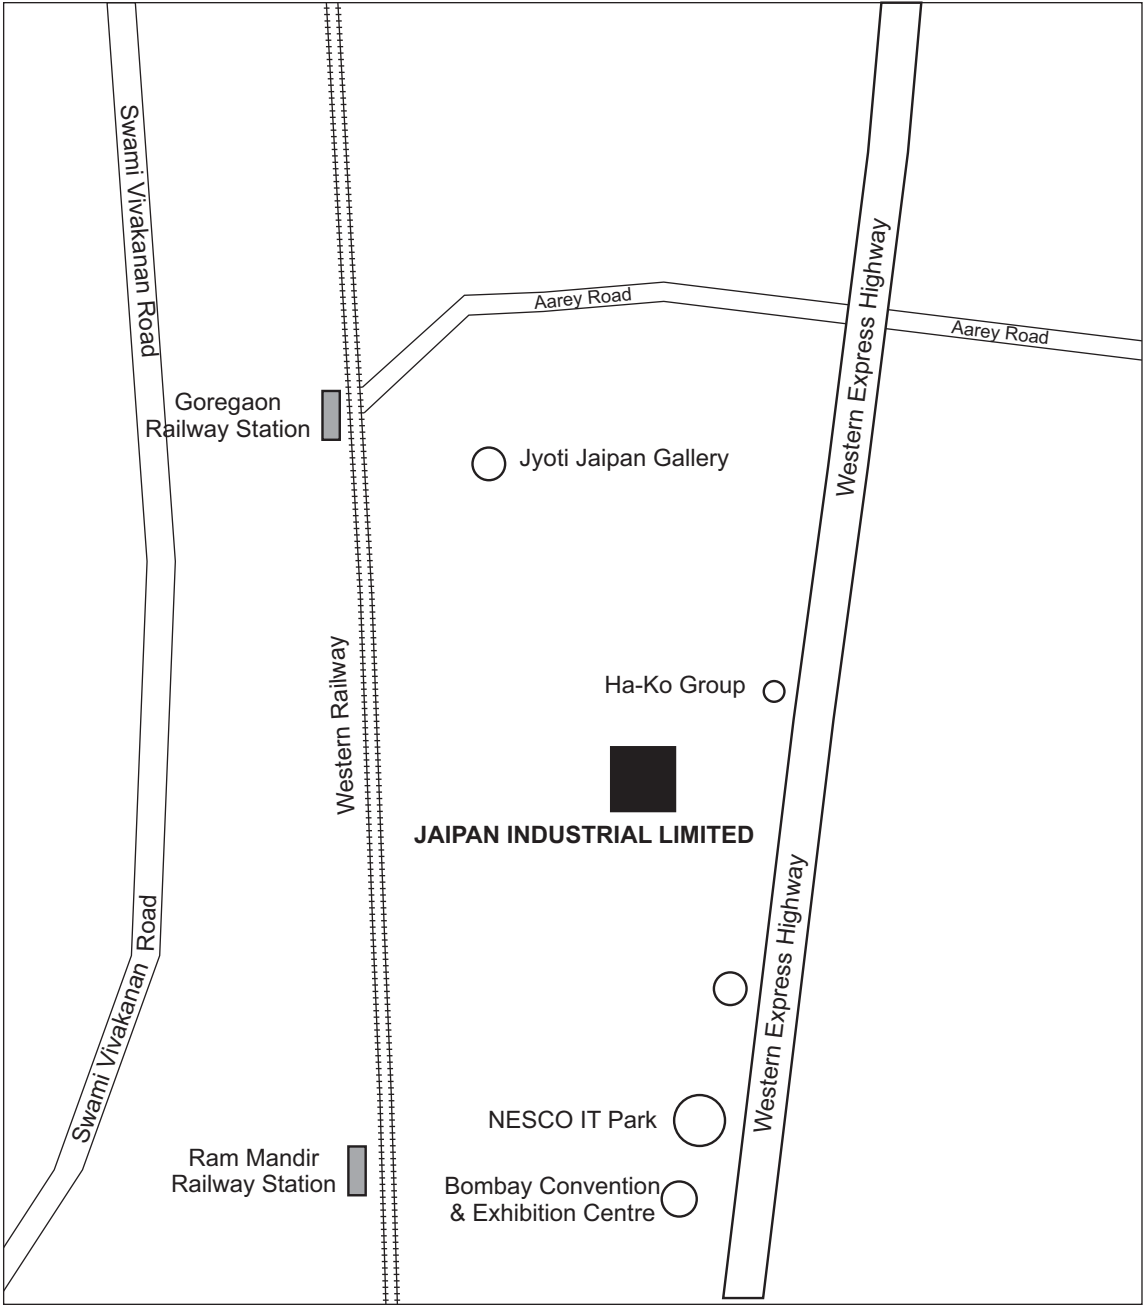 Swami Vivakanan Road
Western Express Highway
Aarey Road
Aarey Road
Goregaon
Railway Station
Jyoti Jaipan Gallery
Western Railway
Ha-Ko Group
JAIPAN INDUSTRIAL LIMITED
Swami Vivakanan Road
Western Express Highway
NESCO IT Park
Ram Mandir
Railway Station
Bombay Convention
& Exhibition Centre